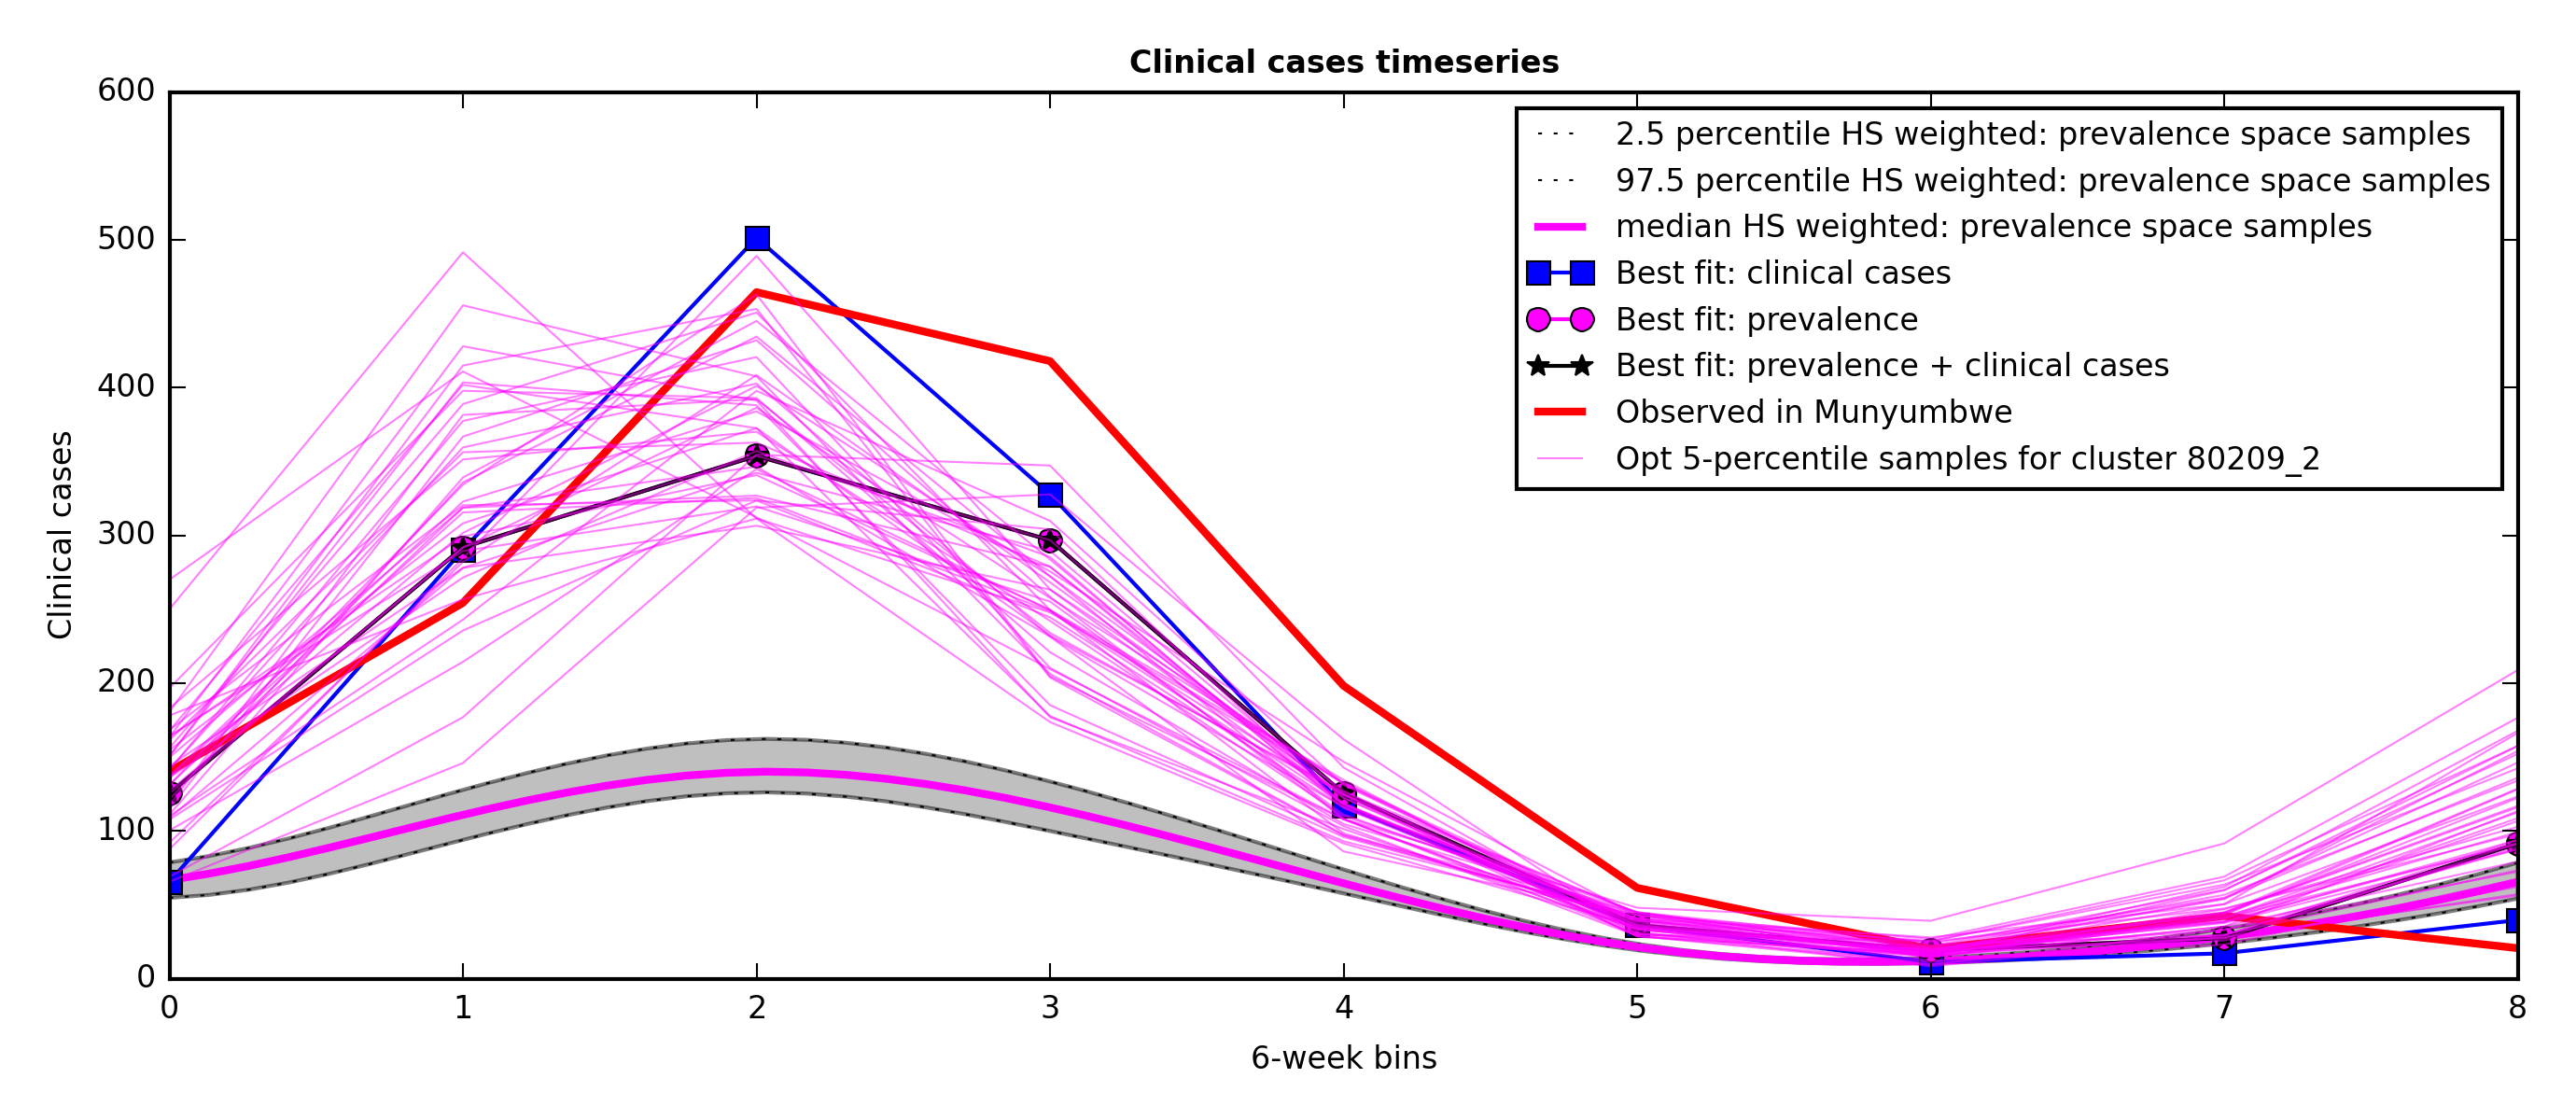 Clinical cases timeseries
600
500
400
300
200
100
0
Clinical cases
2.5 percentile HS weighted: prevalence space samples
97.5 percentile HS weighted: prevalence space samples
median HS weighted: prevalence space samples
Best fit: clinical cases
Best fit: prevalence
Best fit: prevalence + clinical cases
Observed in Munyumbwe
Opt 5-percentile samples for cluster 80209_2
0 1 2 3 4 5 6 7 8
6-week bins